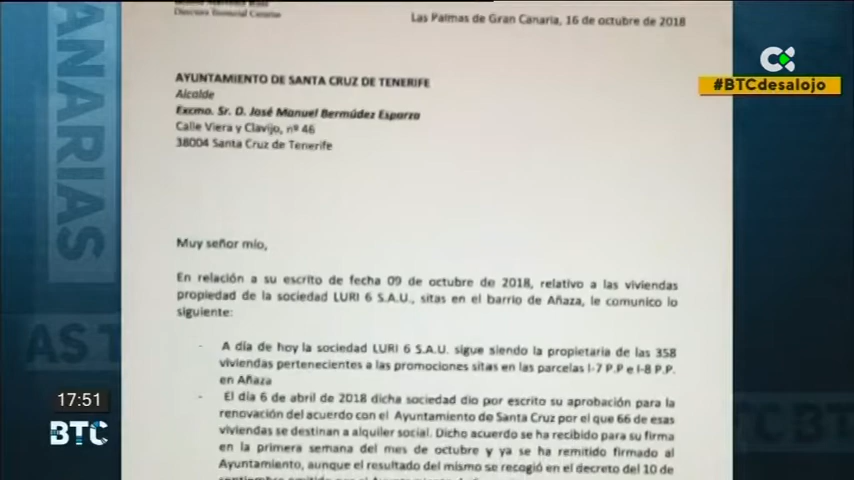 Director Territorial Canarias
Las Palmas de Gran Canaria, 16 de octubre de 2018
#BTCdesalojo
AYUNTAMIENTO DE SANTA CRUZ DE TENERIFE
Alcalde
Excmo. Sr. D. José Manuel Bermúdez Esparza
Calle Viera y Clavijo, nº 46
38004 Santa Cruz de Tenerife
Muy señor mío,
En relación a su escrito de fecha 09 de octubre de 2018, relativo a las viviendas
propiedad de la sociedad LURI 6 S.A.U., sitas en el barrio de Añaza, le comunico lo
siguiente:
- A día de hoy la sociedad LURI 6 S.A.U. sigue siendo la propietaria de las 358
viviendas pertenecientes a las promociones sitas en las parcelas I-7 P.P e I-8 P.P.
en Añaza
- El día 6 de abril de 2018 dicha sociedad dio por escrito su aprobación para la
renovación del acuerdo con el Ayuntamiento de Santa Cruz por el que 66 de esas
viviendas se destinan a alquiler social. Dicho acuerdo se ha recibido para su firma
en la primera semana del mes de octubre y ya se ha remitido firmado al
Ayuntamiento, aunque el resultado del mismo se recogió en el decreto del 10 de
ANARIAS
AS T
17:51
BTC